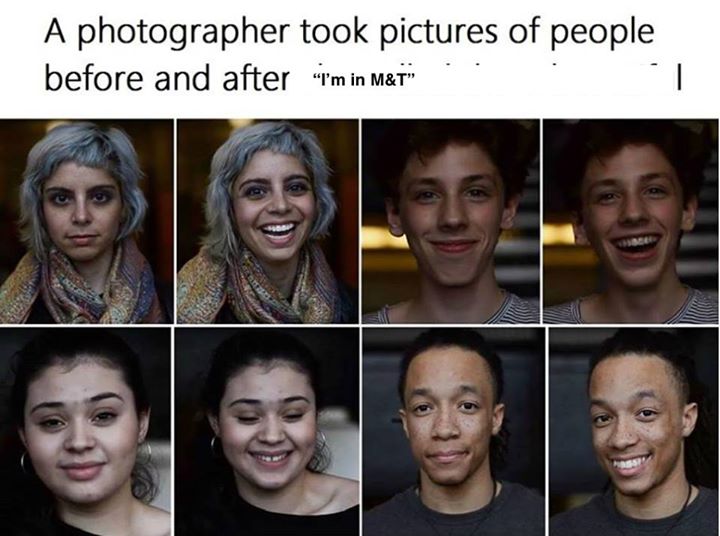 A photographer took pictures of people
before and after "I'm in M&T"